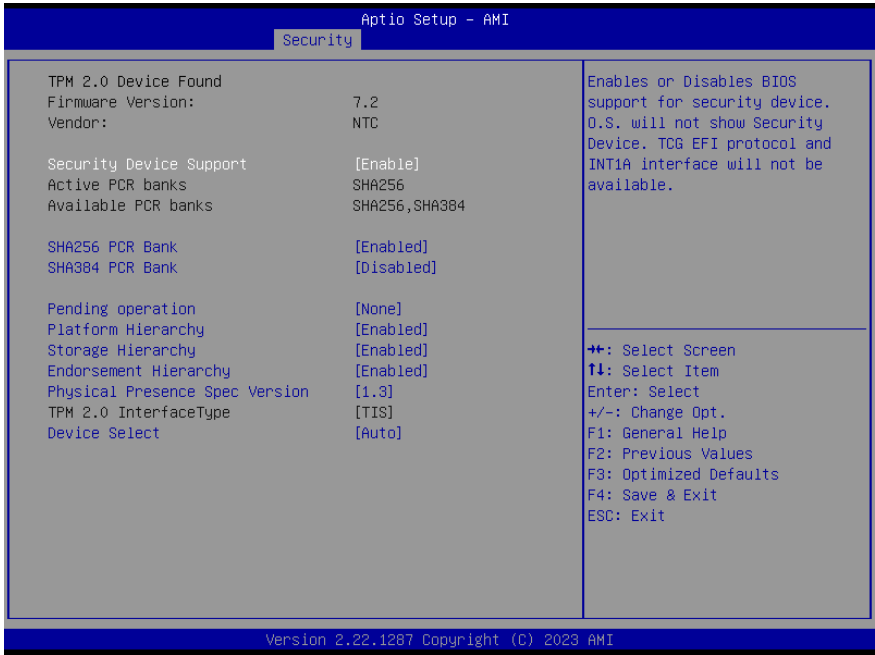 Aptio Setup – AMI
Security
TPM 2.0 Device Found
Firmware Version: 7.2
Vendor: NTC
Security Device Support [Enable]
Active PCR banks SHA256
Available PCR banks SHA256,SHA384
SHA256 PCR Bank [Enabled]
SHA384 PCR Bank [Disabled]
Pending operation [None]
Platform Hierarchy [Enabled]
Storage Hierarchy [Enabled]
Endorsement Hierarchy [Enabled]
Physical Presence Spec Version [1.3]
TPM 2.0 InterfaceType [TIS]
Device Select [Auto]
Enables or Disables BIOS
support for security device.
O.S. will not show Security
Device. TCG EFI protocol and
INT1A interface will not be
available.
→←: Select Screen
↑↓: Select Item
Enter: Select
+/-: Change Opt.
F1: General Help
F2: Previous Values
F3: Optimized Defaults
F4: Save & Exit
ESC: Exit
Version 2.22.1287 Copyright (C) 2023 AMI